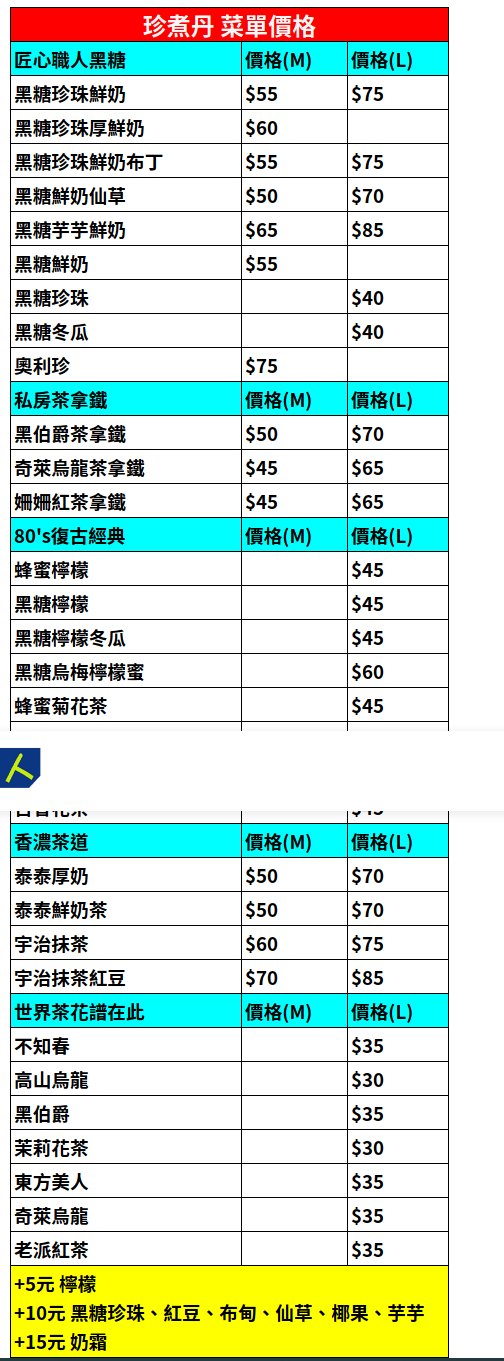 珍煮丹 菜單價格
匠心職人黑糖 價格(M) 價格(L)
黑糖珍珠鮮奶 $55 $75
黑糖珍珠厚鮮奶 $60
黑糖珍珠鮮奶布丁 $55 $75
黑糖鮮奶仙草 $50 $70
黑糖芋芋鮮奶 $65 $85
黑糖鮮奶 $55
黑糖珍珠 $40
黑糖冬瓜 $40
奧利珍 $75
私房茶拿鐵 價格(M) 價格(L)
黑伯爵茶拿鐵 $50 $70
奇萊烏龍茶拿鐵 $45 $65
姍姍紅茶拿鐵 $45 $65
80's復古經典 價格(M) 價格(L)
蜂蜜檸檬 $45
黑糖檸檬 $45
黑糖檸檬冬瓜 $45
黑糖烏梅檸檬蜜 $60
蜂蜜菊花茶 $45
香濃茶道 價格(M) 價格(L)
泰泰厚奶 $50 $70
泰泰鮮奶茶 $50 $70
宇治抹茶 $60 $75
宇治抹茶紅豆 $70 $85
世界茶花譜在此 價格(M) 價格(L)
不知春 $35
高山烏龍 $30
黑伯爵 $35
茉莉花茶 $30
東方美人 $35
奇萊烏龍 $35
老派紅茶 $35
+5元 檸檬
+10元 黑糖珍珠、紅豆、布甸、仙草、椰果、芋芋
+15元 奶霜